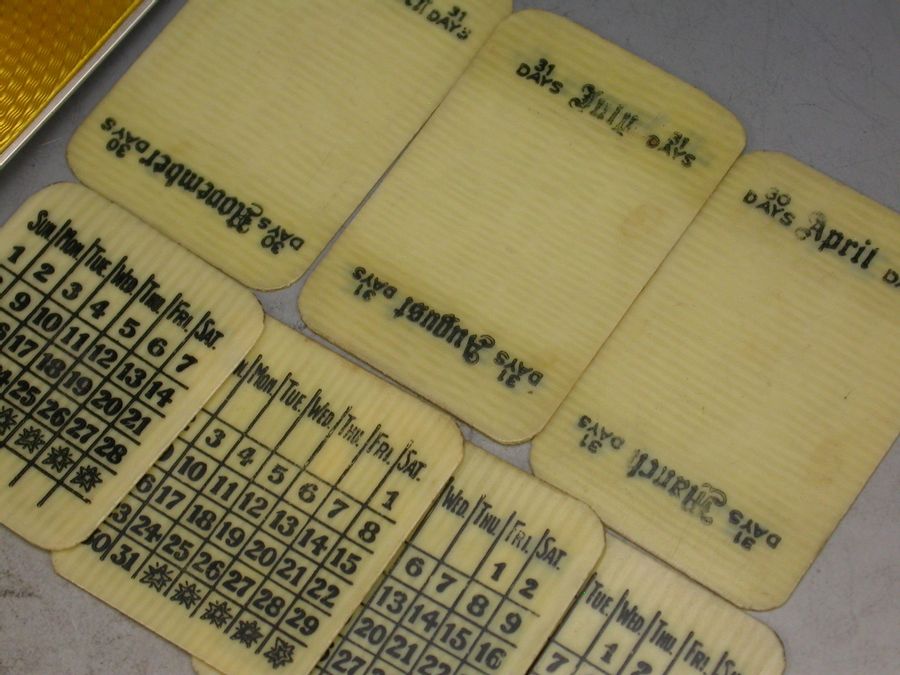 31 DAYS
30 DAYS November 30 DAYS
31 DAYS July 31 DAYS
31 DAYS August 31 DAYS
30 DAYS April
31 DAYS March 31 DAYS
SUN. MON. TUE. WED. THU. FRI. SAT.
1 2 3 4 5 6 7
9 10 11 12 13 14
17 18 19 20 21
25 26 27 28
MON. TUE. WED. THU. FRI. SAT.
1
3 4 5 6 7 8
10 11 12 13 14 15
17 18 19 20 21 22
24 25 26 27 28 29
30 31
WED. THU FRI. SAT.
1 2
6 7 8 9
13 14 15 16
20 21 22
27
TUE. WED. THU. FRI.
1 2
7